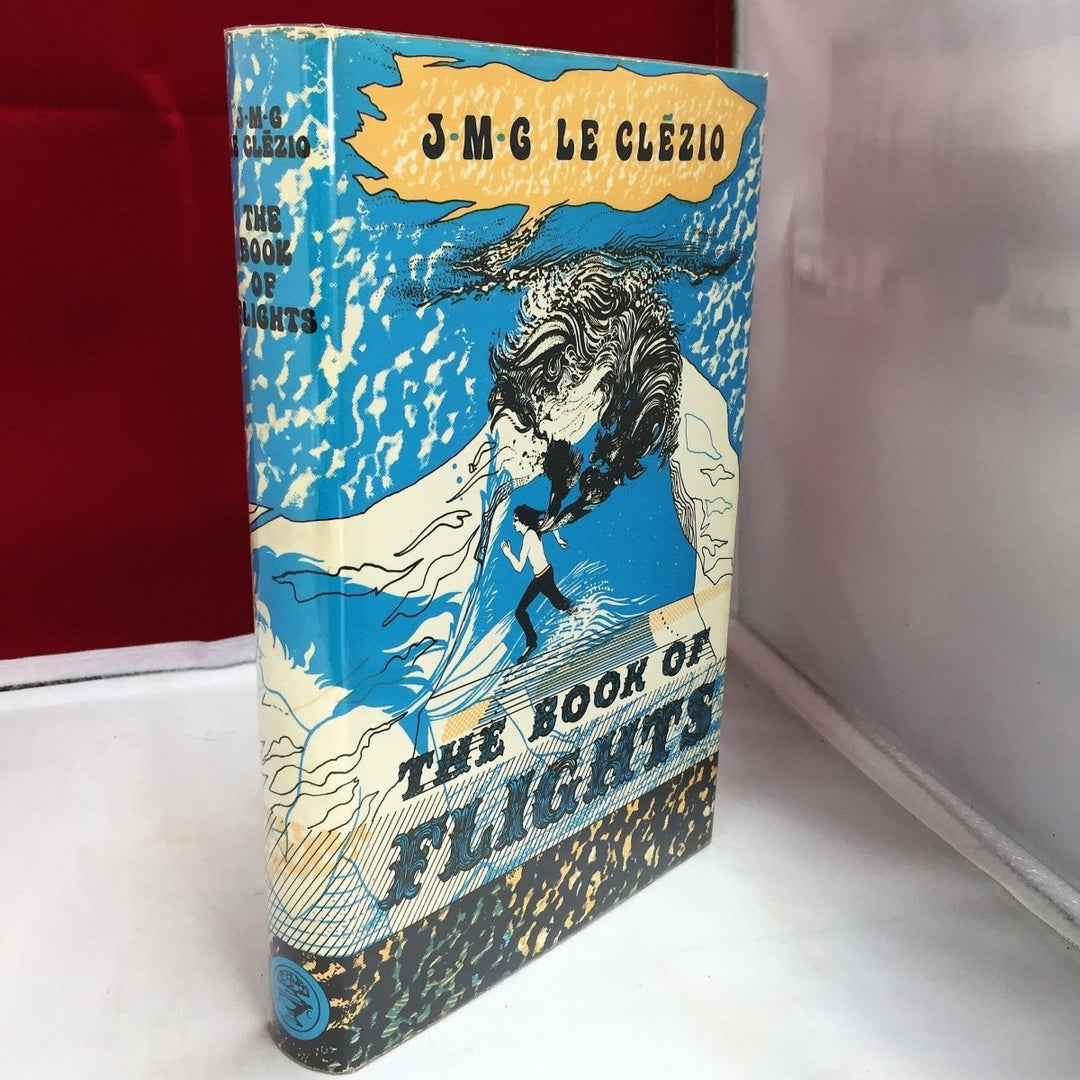 J·M·G
LE CLÉZIO
THE
BOOK
OF
FLIGHTS
J·M·G LE CLÉZIO
THE BOOK OF
FLIGHTS